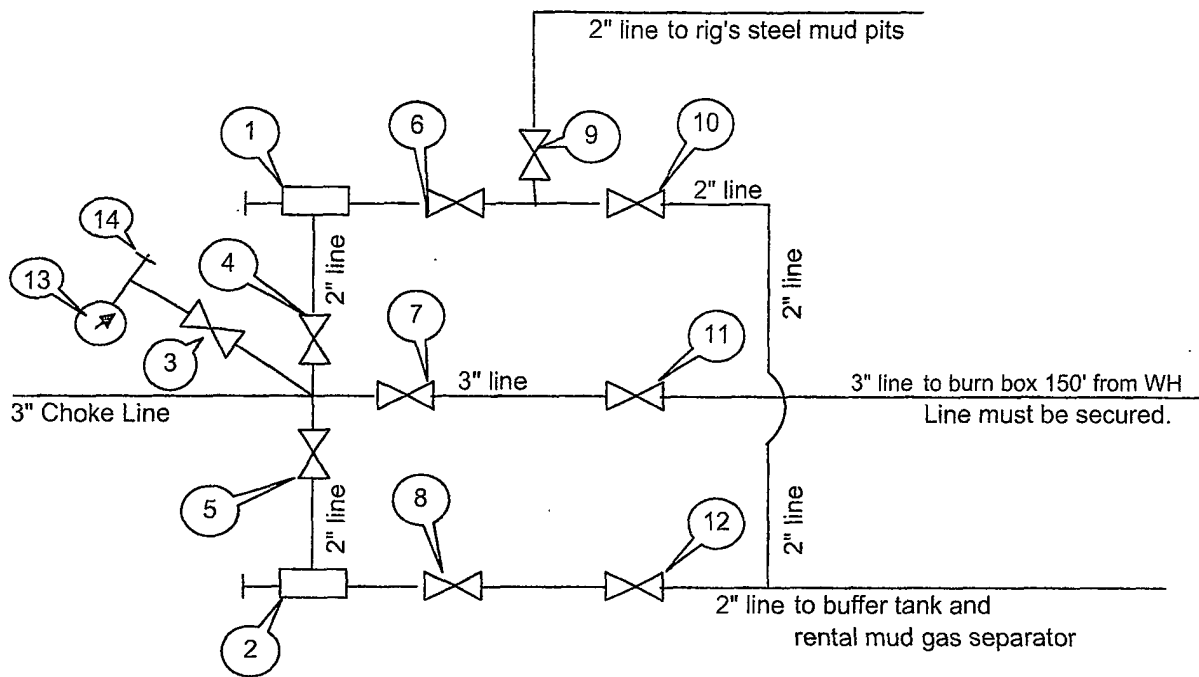 2" line to rig's steel mud pits
1
6
9
10
2" line
14
13
4
2" line
2" line
3
7
11
3" line
3" line to burn box 150' from WH
3" Choke Line
Line must be secured.
5
2" line
8
12
2" line
2
2" line to buffer tank and
rental mud gas separator